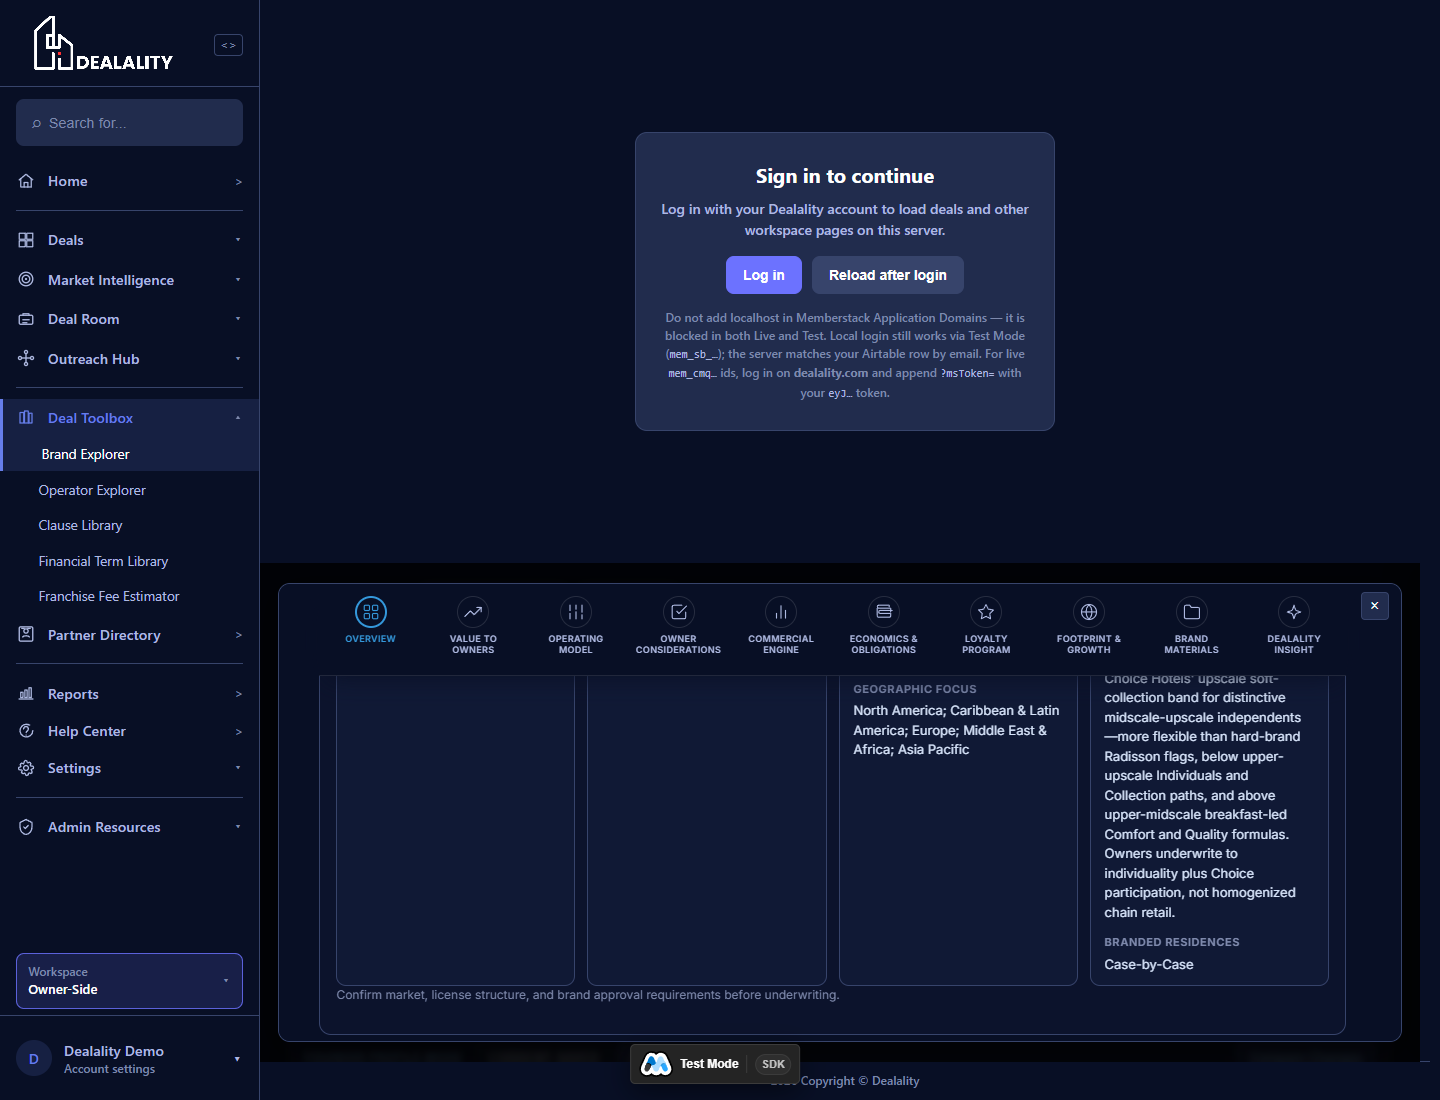 DEALALITY
<>
Search for...
Home
Deals
Market Intelligence
Deal Room
Outreach Hub
Deal Toolbox
Brand Explorer
Operator Explorer
Clause Library
Financial Term Library
Franchise Fee Estimator
Partner Directory
Reports
Help Center
Settings
Admin Resources
Workspace
Owner-Side
D
Dealality Demo
Account settings
Sign in to continue
Log in with your Dealality account to load deals and other
workspace pages on this server.
Log in
Reload after login
Do not add localhost in Memberstack Application Domains — it is
blocked in both Live and Test. Local login still works via Test Mode
(mem_sb_…); the server matches your Airtable row by email. For live
mem_cmq… ids, log in on dealality.com and append ?msToken= with
your eyJ… token.
OVERVIEW
VALUE TO
OWNERS
OPERATING
MODEL
OWNER
CONSIDERATIONS
COMMERCIAL
ENGINE
ECONOMICS &
OBLIGATIONS
LOYALTY
PROGRAM
FOOTPRINT &
GROWTH
BRAND
MATERIALS
DEALALITY
INSIGHT
×
GEOGRAPHIC FOCUS
North America; Caribbean & Latin
America; Europe; Middle East &
Africa; Asia Pacific
Choice Hotels' upscale soft-
collection band for distinctive
midscale-upscale independents
—more flexible than hard-brand
Radisson flags, below upper-
upscale Individuals and
Collection paths, and above
upper-midscale breakfast-led
Comfort and Quality formulas.
Owners underwrite to
individuality plus Choice
participation, not homogenized
chain retail.
BRANDED RESIDENCES
Case-by-Case
Confirm market, license structure, and brand approval requirements before underwriting.
Test Mode
SDK
Copyright © Dealality